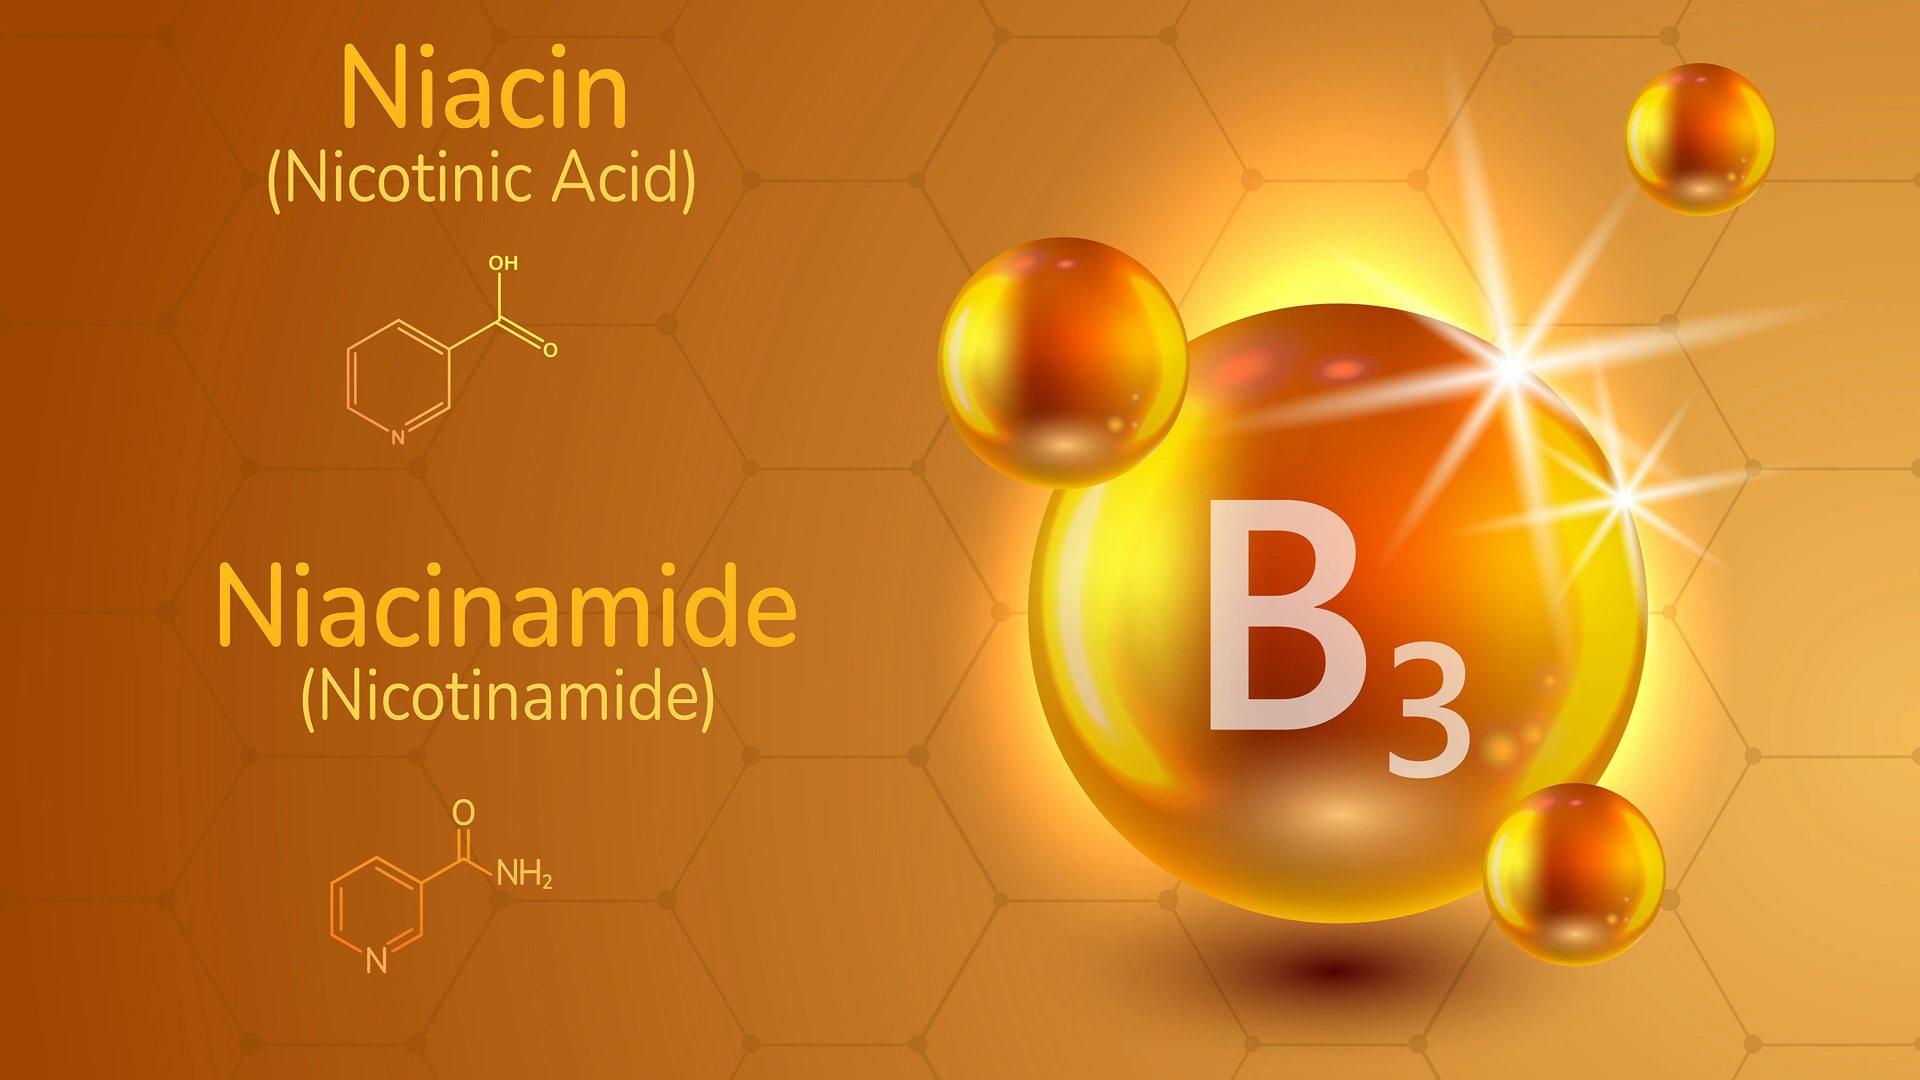 Niacin
(Nicotinic Acid)
OH
O
N
Niacinamide
(Nicotinamide)
O
NH₂
N
B₃